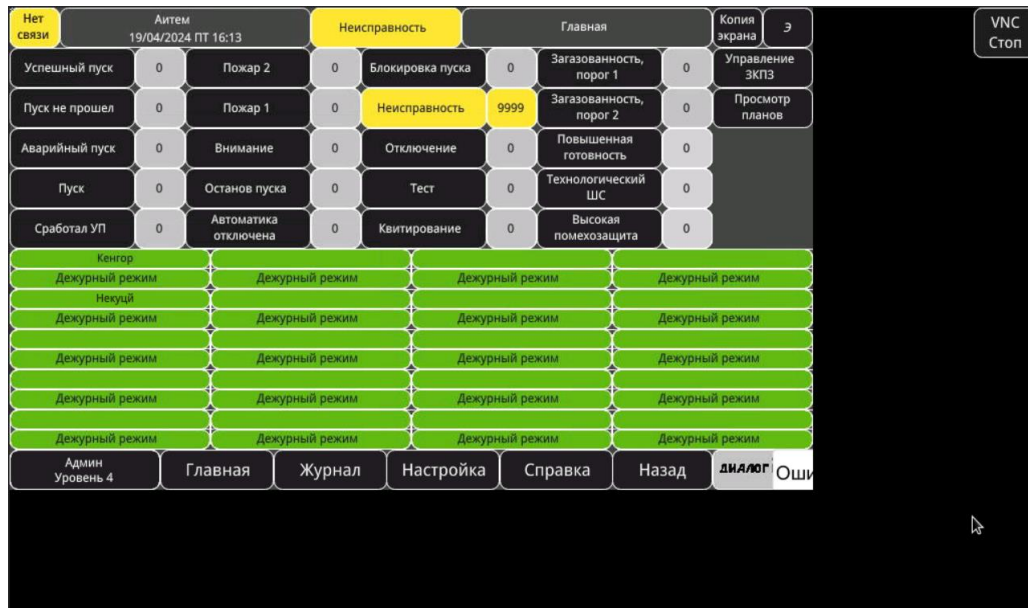 Нет связи
Аитем
19/04/2024 ПТ 16:13
Неисправность
Главная
Копия экрана
Э
VNC Стоп
Успешный пуск 0 Пожар 2 0 Блокировка пуска 0 Загазованность, порог 1 0 Управление ЗКПЗ
Пуск не прошел 0 Пожар 1 0 Неисправность 9999 Загазованность, порог 2 0 Просмотр планов
Аварийный пуск 0 Внимание 0 Отключение 0 Повышенная готовность 0
Пуск 0 Останов пуска 0 Тест 0 Технологический ШС 0
Сработал УП 0 Автоматика отключена 0 Квитирование 0 Высокая помехозащита 0
Кенгор
Дежурный режим Дежурный режим Дежурный режим Дежурный режим
Некуцй
Дежурный режим Дежурный режим Дежурный режим Дежурный режим
Дежурный режим Дежурный режим Дежурный режим Дежурный режим
Дежурный режим Дежурный режим Дежурный режим Дежурный режим
Дежурный режим Дежурный режим Дежурный режим Дежурный режим
Админ
Уровень 4
Главная Журнал Настройка Справка Назад ДИАЛОГ Оши